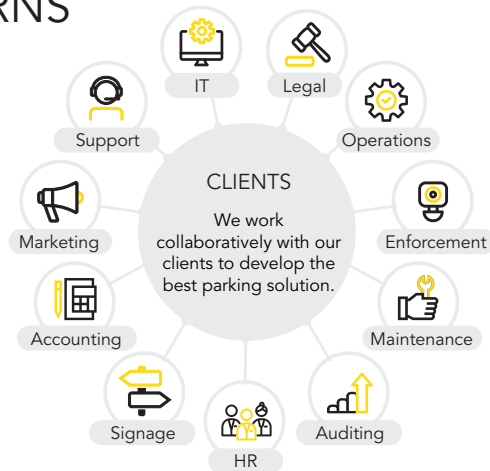 RNS
IT
Legal
Support
Operations
CLIENTS
We work
collaboratively with our
clients to develop the
best parking solution.
Marketing
Enforcement
Accounting
Maintenance
Signage
Auditing
HR